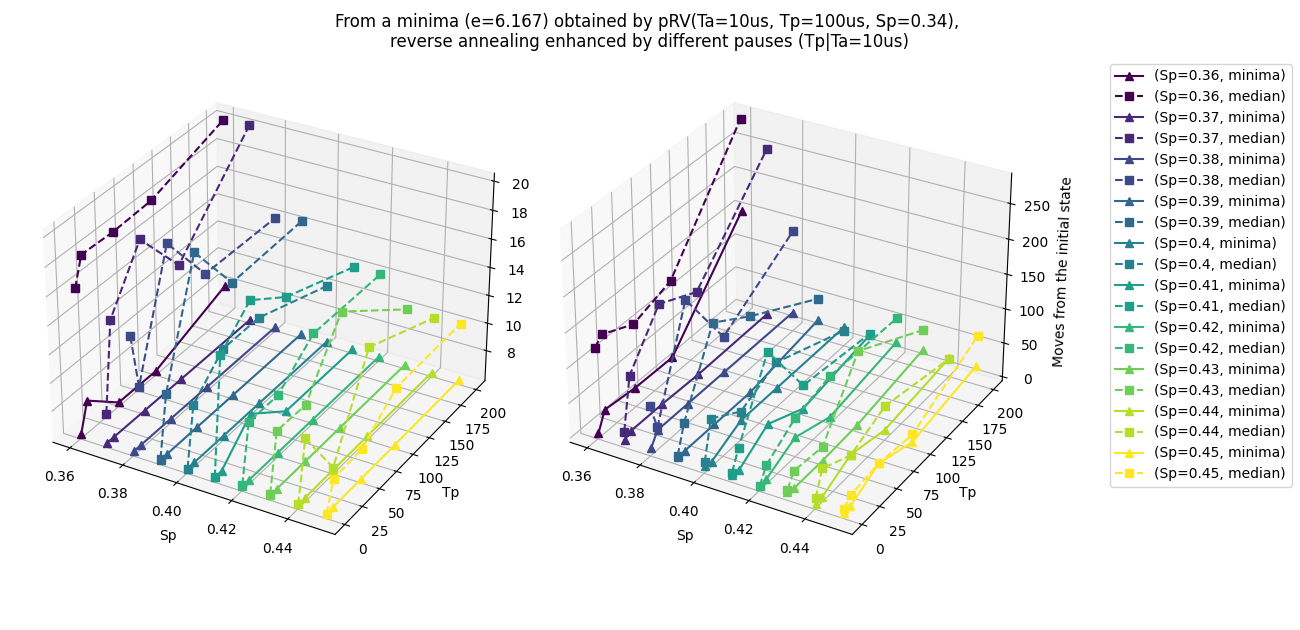 From a minima (e=6.167) obtained by pRV(Ta=10us, Tp=100us, Sp=0.34),
reverse annealing enhanced by different pauses (Tp|Ta=10us)
20
18
16
14
12
10
8
0.36
0.38
0.40
0.42
0.44
Sp
0
25
50
75
100
125
150
175
200
Tp
Moves from the initial state
250
200
150
100
50
0
0.36
0.38
0.40
0.42
0.44
Sp
0
25
50
75
100
125
150
175
200
Tp
(Sp=0.36, minima)
(Sp=0.36, median)
(Sp=0.37, minima)
(Sp=0.37, median)
(Sp=0.38, minima)
(Sp=0.38, median)
(Sp=0.39, minima)
(Sp=0.39, median)
(Sp=0.4, minima)
(Sp=0.4, median)
(Sp=0.41, minima)
(Sp=0.41, median)
(Sp=0.42, minima)
(Sp=0.42, median)
(Sp=0.43, minima)
(Sp=0.43, median)
(Sp=0.44, minima)
(Sp=0.44, median)
(Sp=0.45, minima)
(Sp=0.45, median)